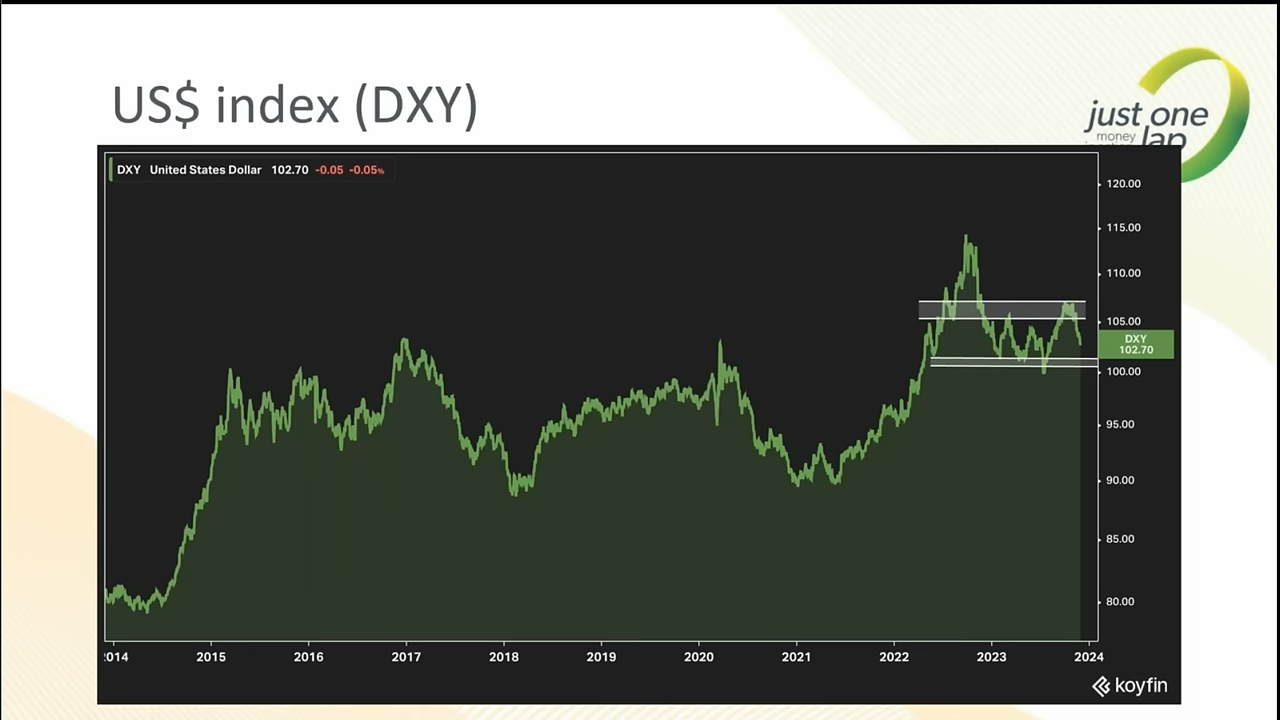 US$ index (DXY)
just one
money
lap
DXY United States Dollar 102.70 -0.05 -0.05%
120.00
115.00
110.00
105.00
DXY
102.70
100.00
95.00
90.00
85.00
80.00
2015 2016 2017 2018 2019 2020 2021 2022 2023 2024
koyfin